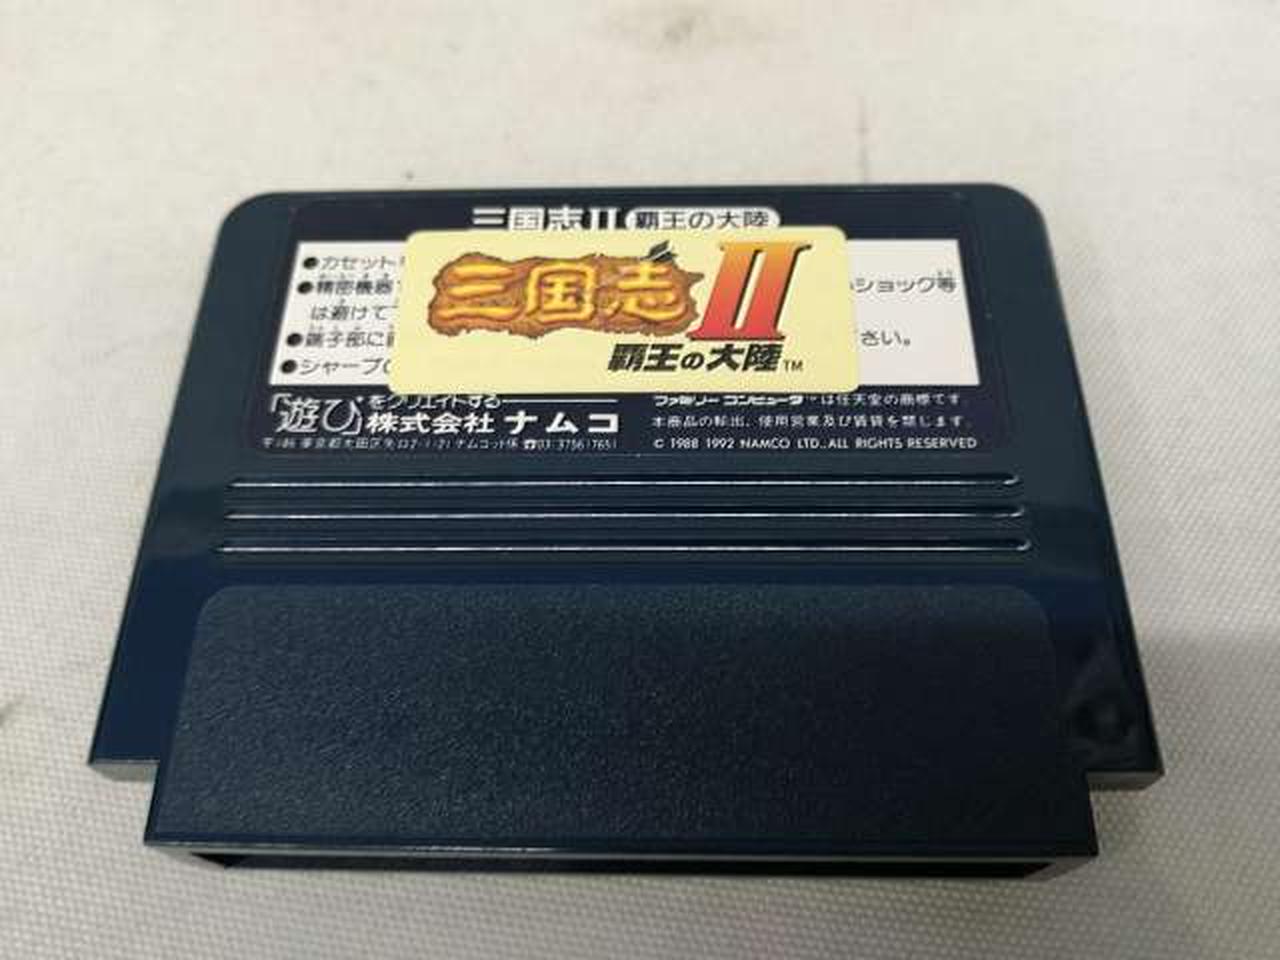 三国志II 覇王の大陸
●カセット
●精密機器
ショック等
は避けて
●端子部に
さい。
●シャープ
三国志II
覇王の大陸™
「遊び」をクリエイトする
株式会社ナムコ
ファミリーコンピュータ™は任天堂の商標です
本商品の転出、使用営業及び賃貸を禁じます。
© 1988 1992 NAMCO LTD., ALL RIGHTS RESERVED